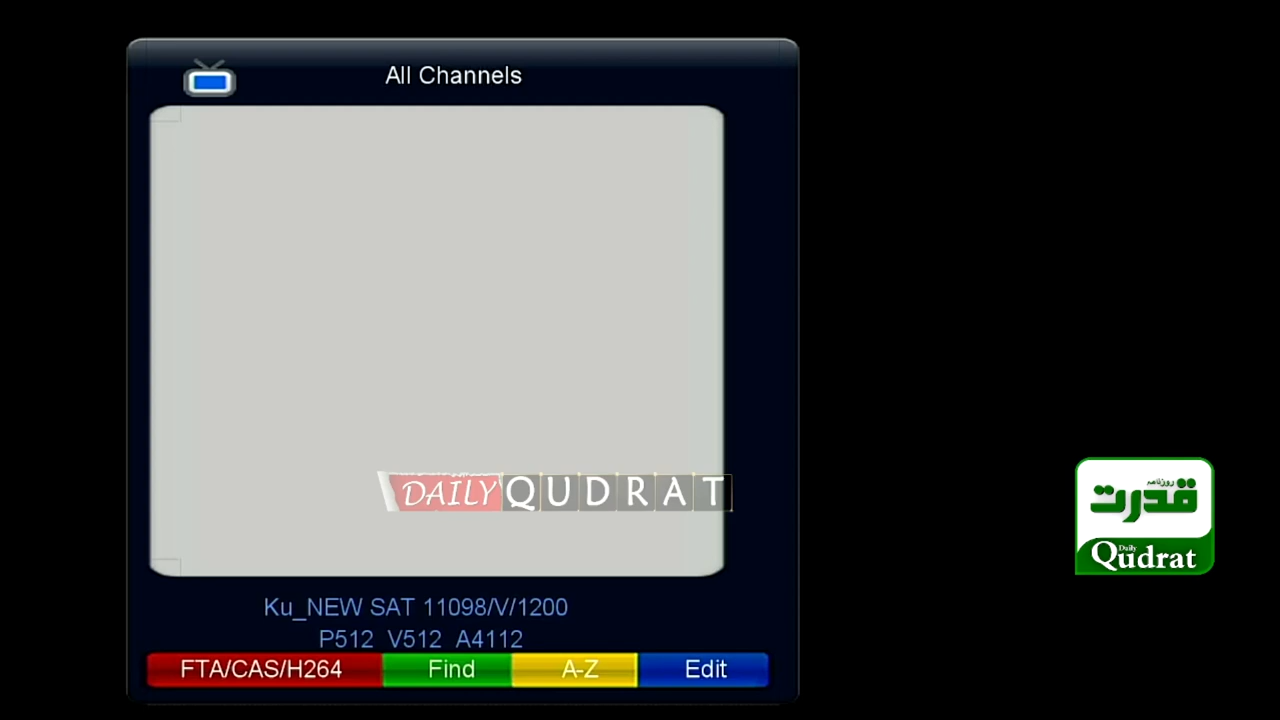 All Channels
DAILY QUDRAT
روزنامہ
قدرت
Daily
Qudrat
Ku_NEW SAT 11098/V/1200
P512 V512 A4112
FTA/CAS/H264 Find A-Z Edit